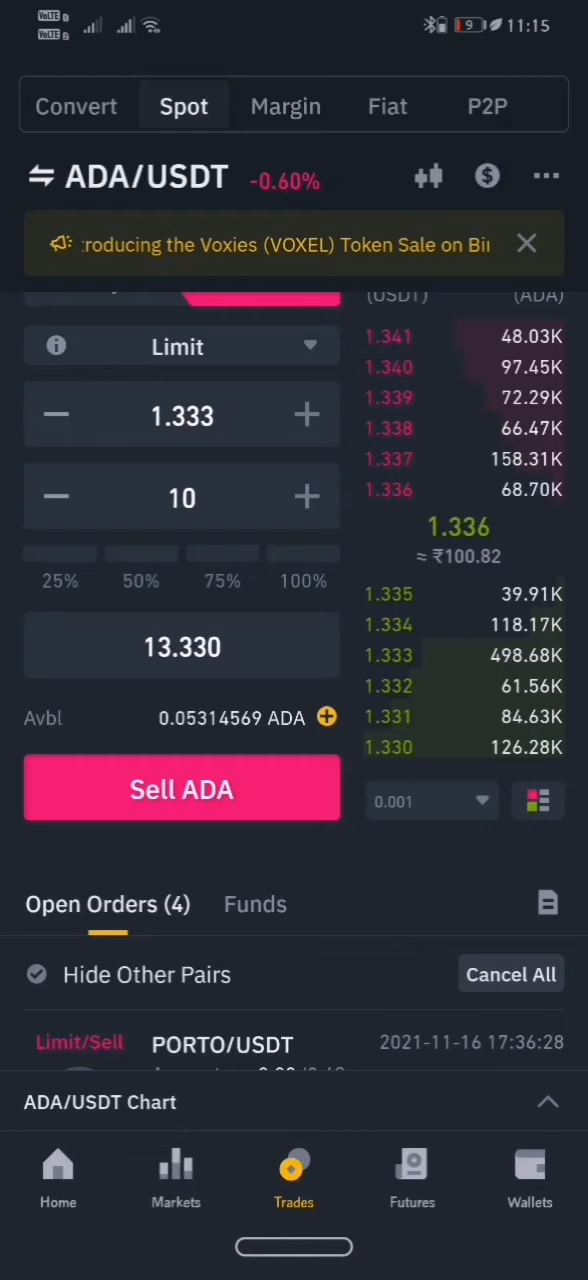 VoLTE 1
VoLTE 2
9 11:15
Convert Spot Margin Fiat P2P
ADA/USDT -0.60%
roducing the Voxies (VOXEL) Token Sale on Bin
(USDT) (ADA)
Limit
1.333
10
25% 50% 75% 100%
13.330
Avbl 0.05314569 ADA
Sell ADA
1.341 48.03K
1.340 97.45K
1.339 72.29K
1.338 66.47K
1.337 158.31K
1.336 68.70K
1.336
≈ ₹100.82
1.335 39.91K
1.334 118.17K
1.333 498.68K
1.332 61.56K
1.331 84.63K
1.330 126.28K
0.001
Open Orders (4) Funds
Hide Other Pairs Cancel All
Limit/Sell PORTO/USDT 2021-11-16 17:36:28
ADA/USDT Chart
Home Markets Trades Futures Wallets